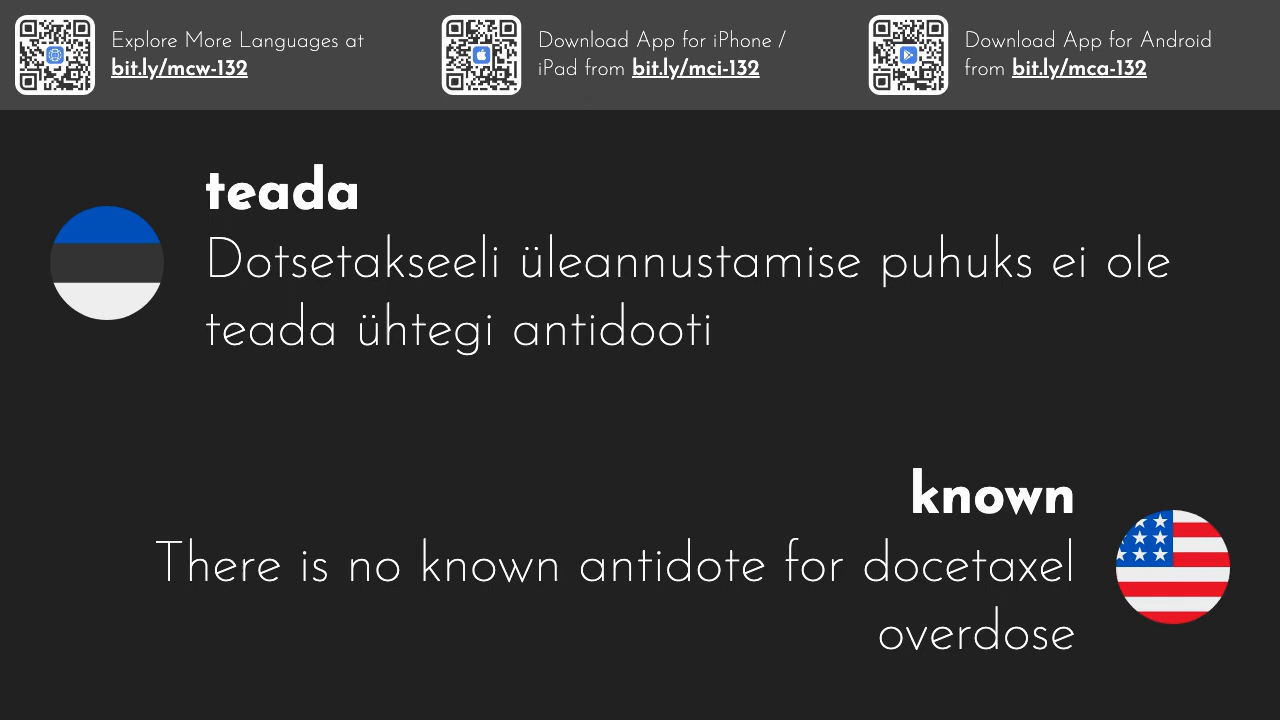 Explore More Languages at
bit.ly/mcw-132
Download App for iPhone /
iPad from bit.ly/mci-132
Download App for Android
from bit.ly/mca-132
teada
Dotsetakseeli üleannustamise puhuks ei ole
teada ühtegi antidooti
known
There is no known antidote for docetaxel
overdose